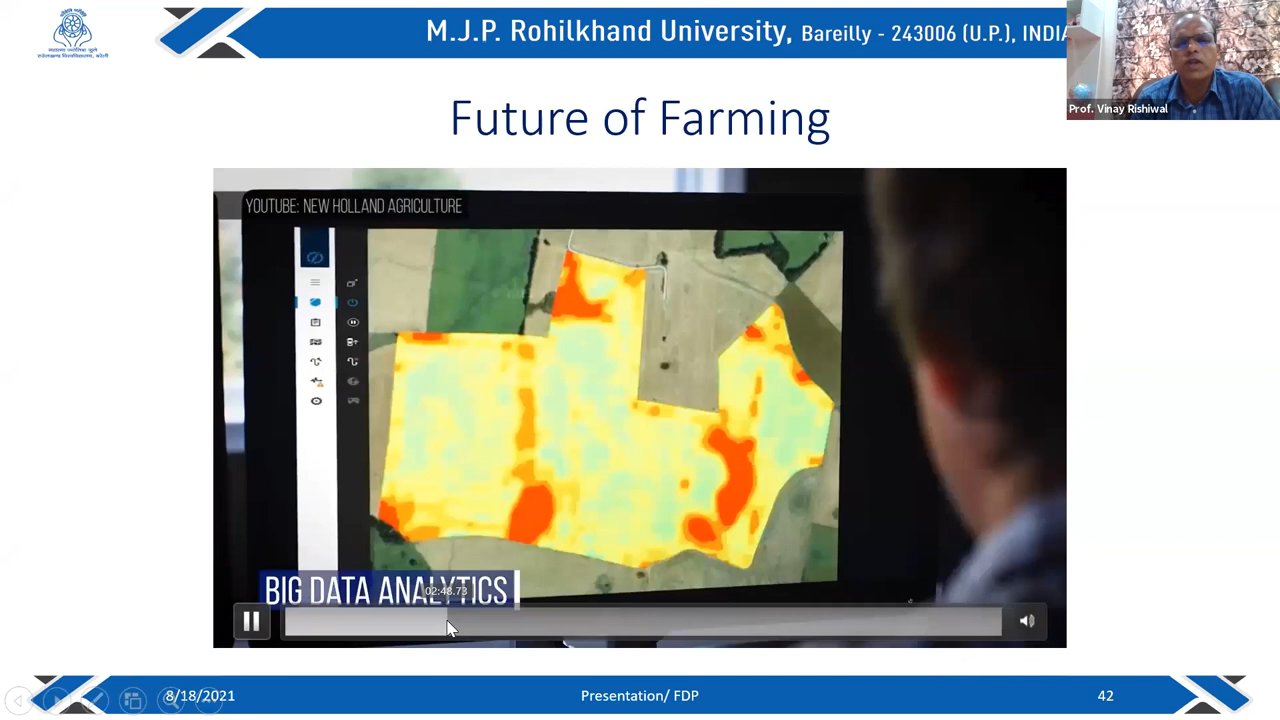 M.J.P. Rohilkhand University, Bareilly - 243006 (U.P.), INDIA
Prof. Vinay Rishiwal
Future of Farming
YOUTUBE: NEW HOLLAND AGRICULTURE
BIG DATA ANALYTICS
02:48.73
8/18/2021
Presentation/ FDP
42